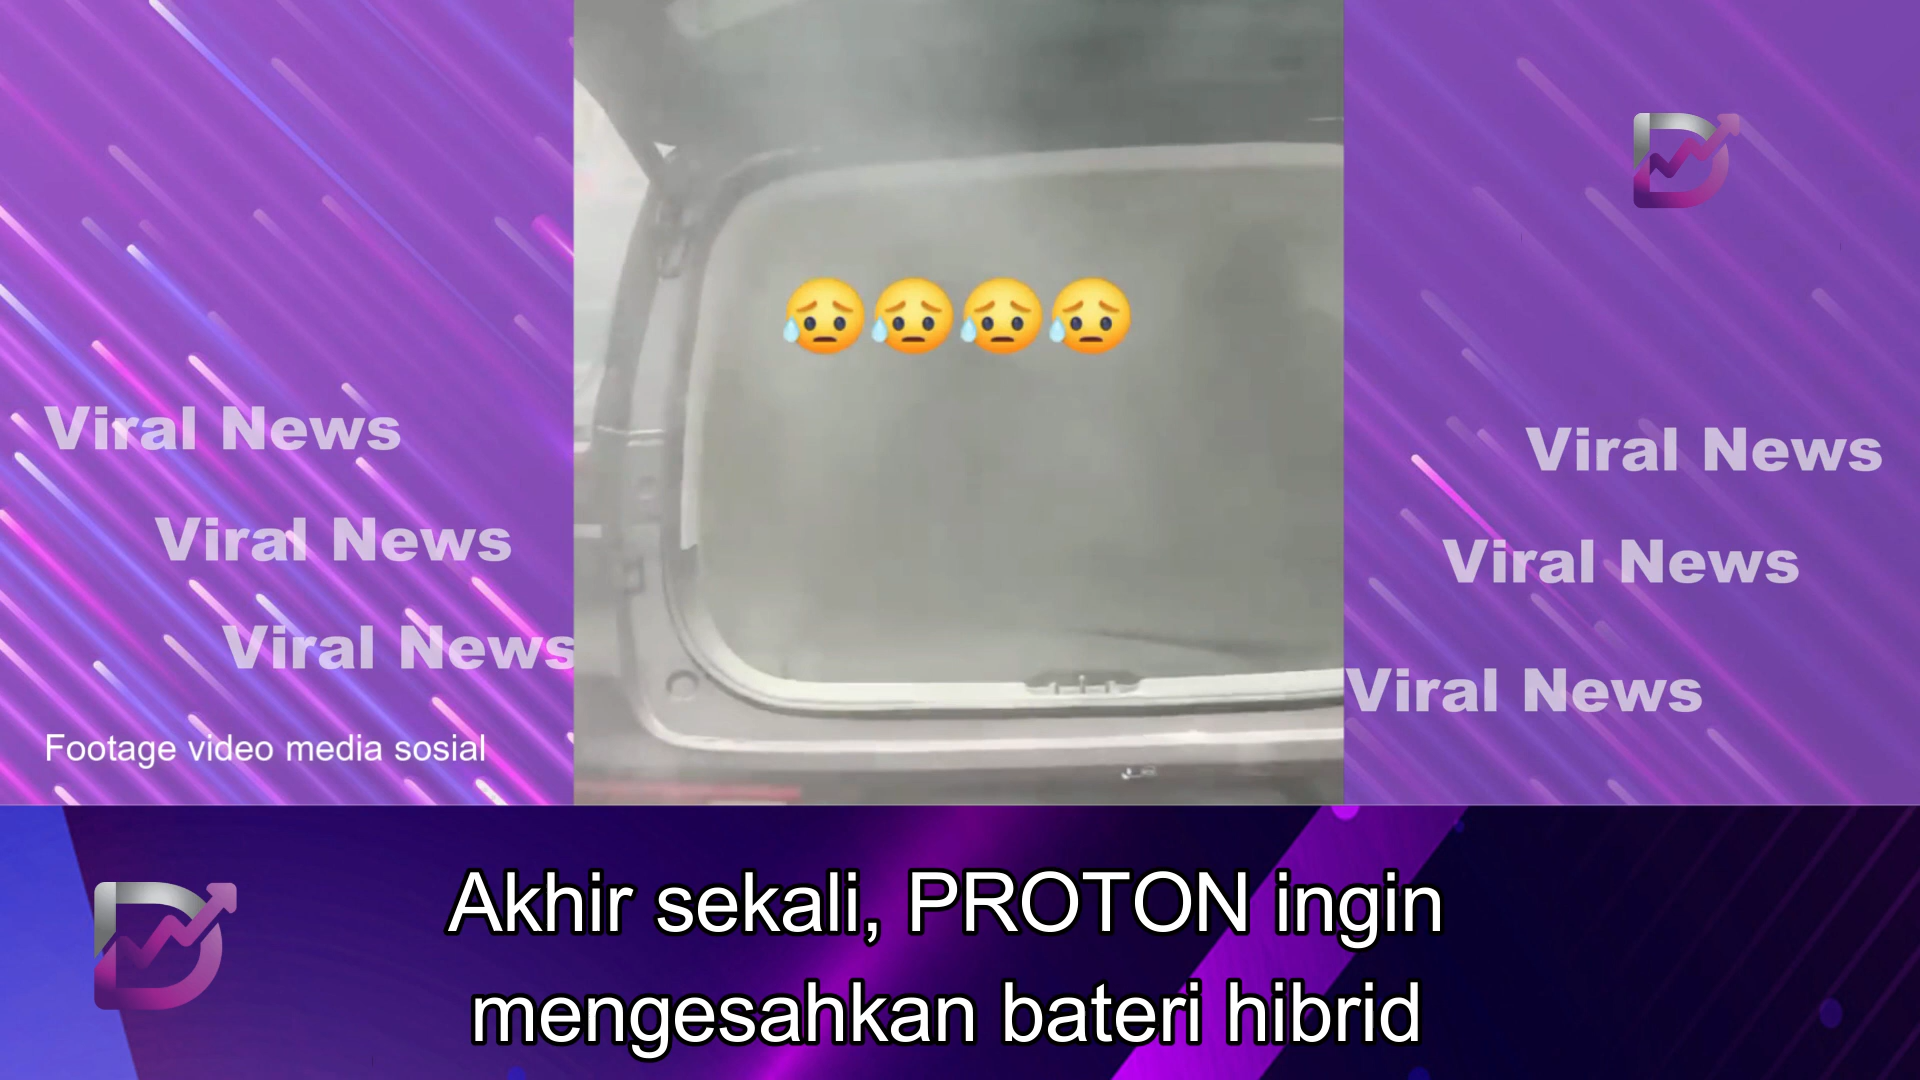 Viral News
Viral News
Viral News
Footage video media sosial
Viral News
Viral News
Viral News
Akhir sekali, PROTON ingin
mengesahkan bateri hibrid